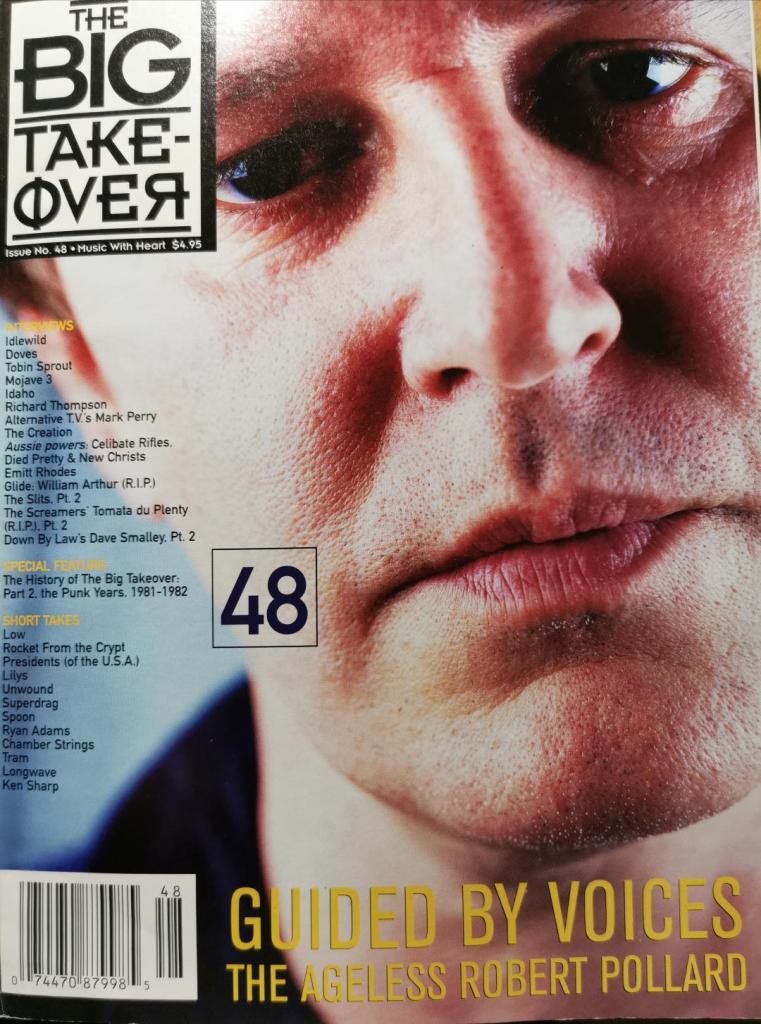 THE
BIG
TAKE-
OVER
Issue No. 48 • Music With Heart $4.95
INTERVIEWS
Idlewild
Doves
Tobin Sprout
Mojave 3
Idaho
Richard Thompson
Alternative T.V.'s Mark Perry
The Creation
Aussie powers: Celibate Rifles,
Died Pretty & New Christs
Emitt Rhodes
Glide: William Arthur (R.I.P.)
The Slits, Pt. 2
The Screamers' Tomata du Plenty
(R.I.P.), Pt. 2
Down By Law's Dave Smalley, Pt. 2
SPECIAL FEATURE
The History of The Big Takeover:
Part 2, the Punk Years, 1981-1982
48
SHORT TAKES
Low
Rocket From the Crypt
Presidents (of the U.S.A.)
Lilys
Unwound
Superdrag
Spoon
Ryan Adams
Chamber Strings
Tram
Longwave
Ken Sharp
48
0 74470 87998 5
GUIDED BY VOICES
THE AGELESS ROBERT POLLARD